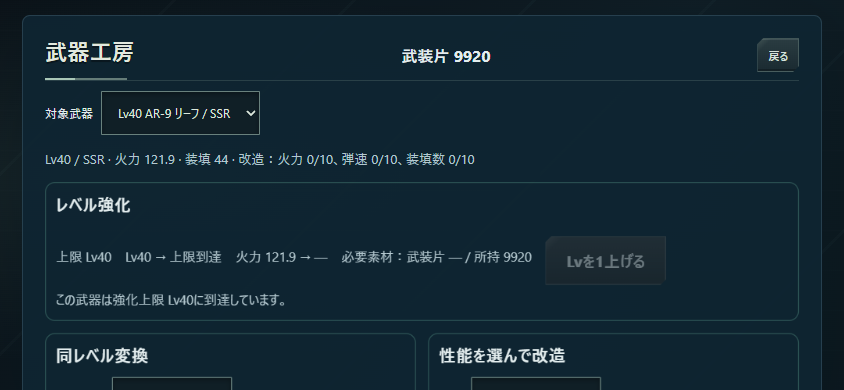 武器工房
武装片 9920
戻る
対象武器 Lv40 AR-9 リーフ / SSR
Lv40 / SSR · 火力 121.9 · 装填 44 · 改造：火力 0/10、弾速 0/10、装填数 0/10
レベル強化
上限 Lv40 Lv40 → 上限到達 火力 121.9 → — 必要素材：武装片 — / 所持 9920 Lvを1上げる
この武器は強化上限 Lv40に到達しています。
同レベル変換
性能を選んで改造